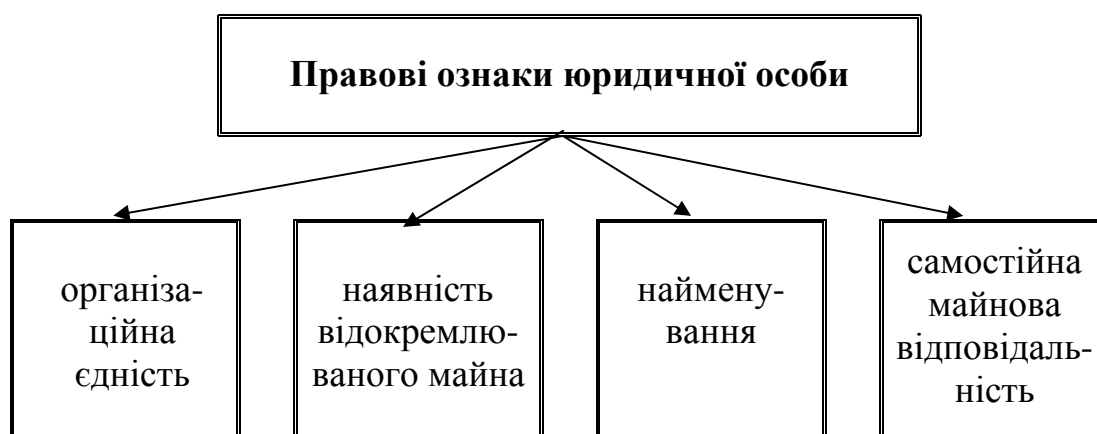 Правові ознаки юридичної особи
організа-
ційна
єдність
наявність
відокремлю-
ваного майна
наймену-
вання
самостійна
майнова
відповідаль-
ність